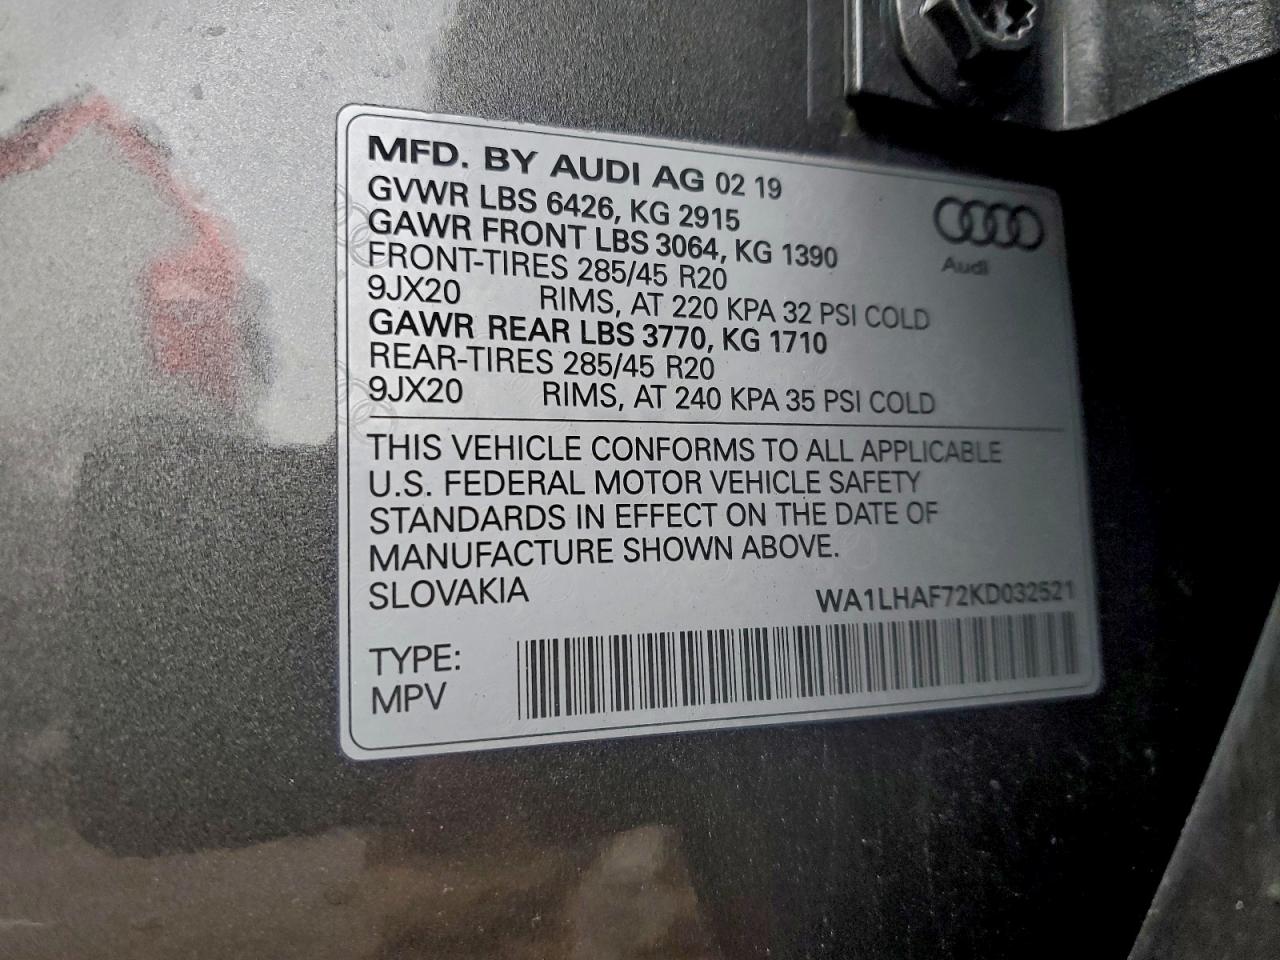 MFD. BY AUDI AG 02 19
GVWR LBS 6426, KG 2915
GAWR FRONT LBS 3064, KG 1390
FRONT-TIRES 285/45 R20
9JX20 RIMS, AT 220 KPA 32 PSI COLD
GAWR REAR LBS 3770, KG 1710
REAR-TIRES 285/45 R20
9JX20 RIMS, AT 240 KPA 35 PSI COLD
Audi
THIS VEHICLE CONFORMS TO ALL APPLICABLE
U.S. FEDERAL MOTOR VEHICLE SAFETY
STANDARDS IN EFFECT ON THE DATE OF
MANUFACTURE SHOWN ABOVE.
SLOVAKIA
WA1LHAF72KD032521
TYPE:
MPV